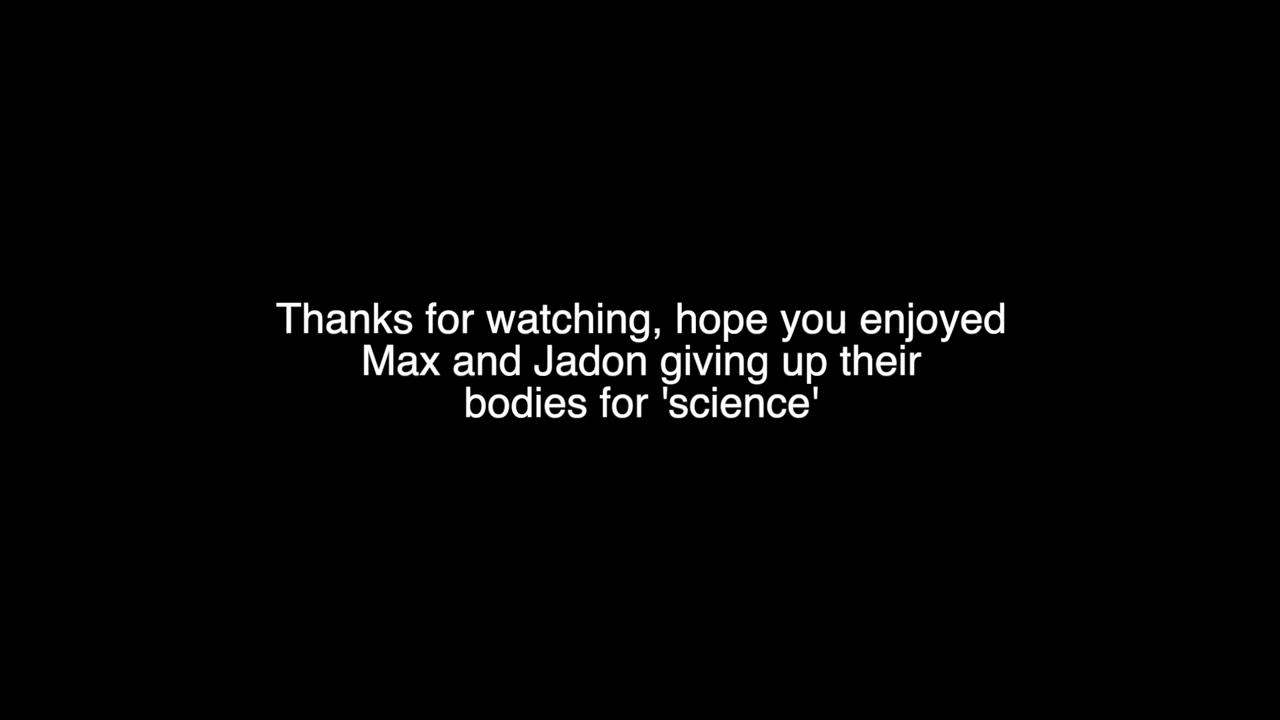 Thanks for watching, hope you enjoyed
Max and Jadon giving up their
bodies for 'science'